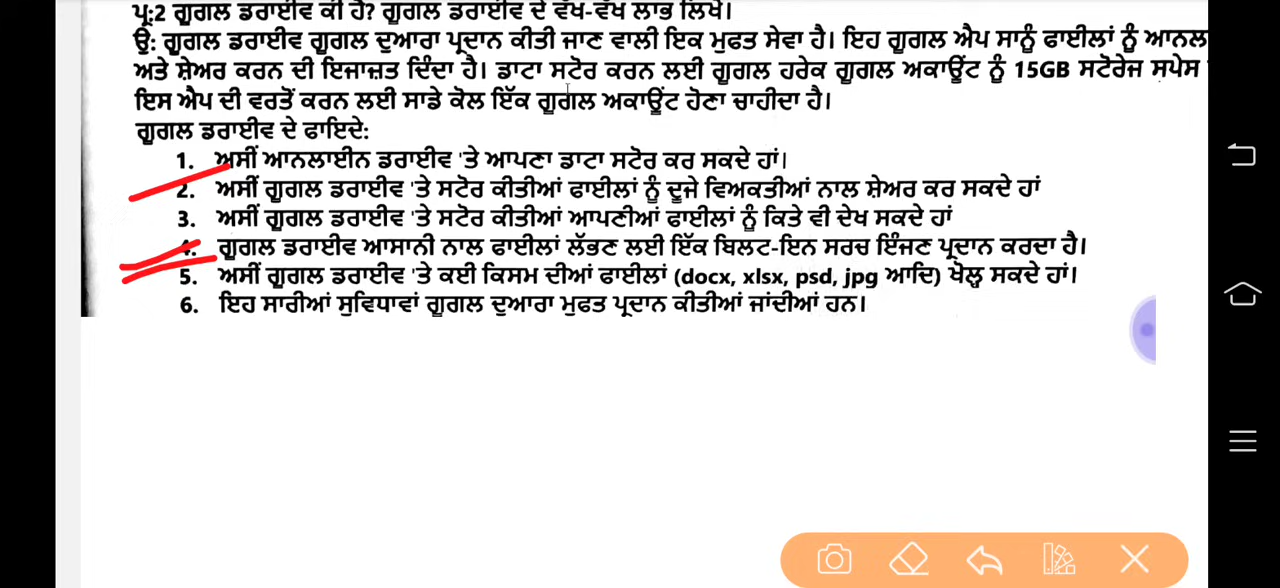 ਪ੍ਰ:2 ਗੂਗਲ ਡਰਾਈਵ ਕੀ ਹੈ? ਗੂਗਲ ਡਰਾਈਵ ਦੇ ਵੱਖ-ਵੱਖ ਲਾਭ ਲਿਖੋ।
ਉ: ਗੂਗਲ ਡਰਾਈਵ ਗੂਗਲ ਦੁਆਰਾ ਪ੍ਰਦਾਨ ਕੀਤੀ ਜਾਣ ਵਾਲੀ ਇਕ ਮੁਫਤ ਸੇਵਾ ਹੈ। ਇਹ ਗੂਗਲ ਐਪ ਸਾਨੂੰ ਫਾਈਲਾਂ ਨੂੰ ਆਨਲ
ਅਤੇ ਸ਼ੇਅਰ ਕਰਨ ਦੀ ਇਜਾਜ਼ਤ ਦਿੰਦਾ ਹੈ। ਡਾਟਾ ਸਟੋਰ ਕਰਨ ਲਈ ਗੂਗਲ ਹਰੇਕ ਗੂਗਲ ਅਕਾਊਂਟ ਨੂੰ 15GB ਸਟੋਰੇਜ ਸਪੇਸ
ਇਸ ਐਪ ਦੀ ਵਰਤੋਂ ਕਰਨ ਲਈ ਸਾਡੇ ਕੋਲ ਇੱਕ ਗੂਗਲ ਅਕਾਊਂਟ ਹੋਣਾ ਚਾਹੀਦਾ ਹੈ।
ਗੂਗਲ ਡਰਾਈਵ ਦੇ ਫਾਇਦੇ:
1. ਅਸੀਂ ਆਨਲਾਈਨ ਡਰਾਈਵ 'ਤੇ ਆਪਣਾ ਡਾਟਾ ਸਟੋਰ ਕਰ ਸਕਦੇ ਹਾਂ।
2. ਅਸੀਂ ਗੂਗਲ ਡਰਾਈਵ 'ਤੇ ਸਟੋਰ ਕੀਤੀਆਂ ਫਾਈਲਾਂ ਨੂੰ ਦੂਜੇ ਵਿਅਕਤੀਆਂ ਨਾਲ ਸ਼ੇਅਰ ਕਰ ਸਕਦੇ ਹਾਂ
3. ਅਸੀਂ ਗੂਗਲ ਡਰਾਈਵ 'ਤੇ ਸਟੋਰ ਕੀਤੀਆਂ ਆਪਣੀਆਂ ਫਾਈਲਾਂ ਨੂੰ ਕਿਤੇ ਵੀ ਦੇਖ ਸਕਦੇ ਹਾਂ
4. ਗੂਗਲ ਡਰਾਈਵ ਆਸਾਨੀ ਨਾਲ ਫਾਈਲਾਂ ਲੱਭਣ ਲਈ ਇੱਕ ਬਿਲਟ-ਇਨ ਸਰਚ ਇੰਜਣ ਪ੍ਰਦਾਨ ਕਰਦਾ ਹੈ।
5. ਅਸੀਂ ਗੂਗਲ ਡਰਾਈਵ 'ਤੇ ਕਈ ਕਿਸਮ ਦੀਆਂ ਫਾਈਲਾਂ (docx, xlsx, psd, jpg ਆਦਿ) ਖੋਲ੍ਹ ਸਕਦੇ ਹਾਂ।
6. ਇਹ ਸਾਰੀਆਂ ਸੁਵਿਧਾਵਾਂ ਗੂਗਲ ਦੁਆਰਾ ਮੁਫਤ ਪ੍ਰਦਾਨ ਕੀਤੀਆਂ ਜਾਂਦੀਆਂ ਹਨ।